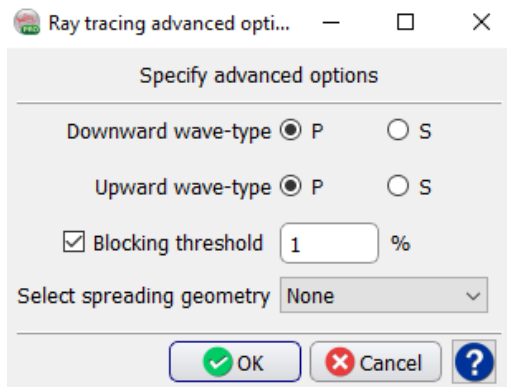 Ray tracing advanced opti...
PRO
Specify advanced options
Downward wave-type P S
Upward wave-type P S
Blocking threshold 1 %
Select spreading geometry None
OK Cancel ?